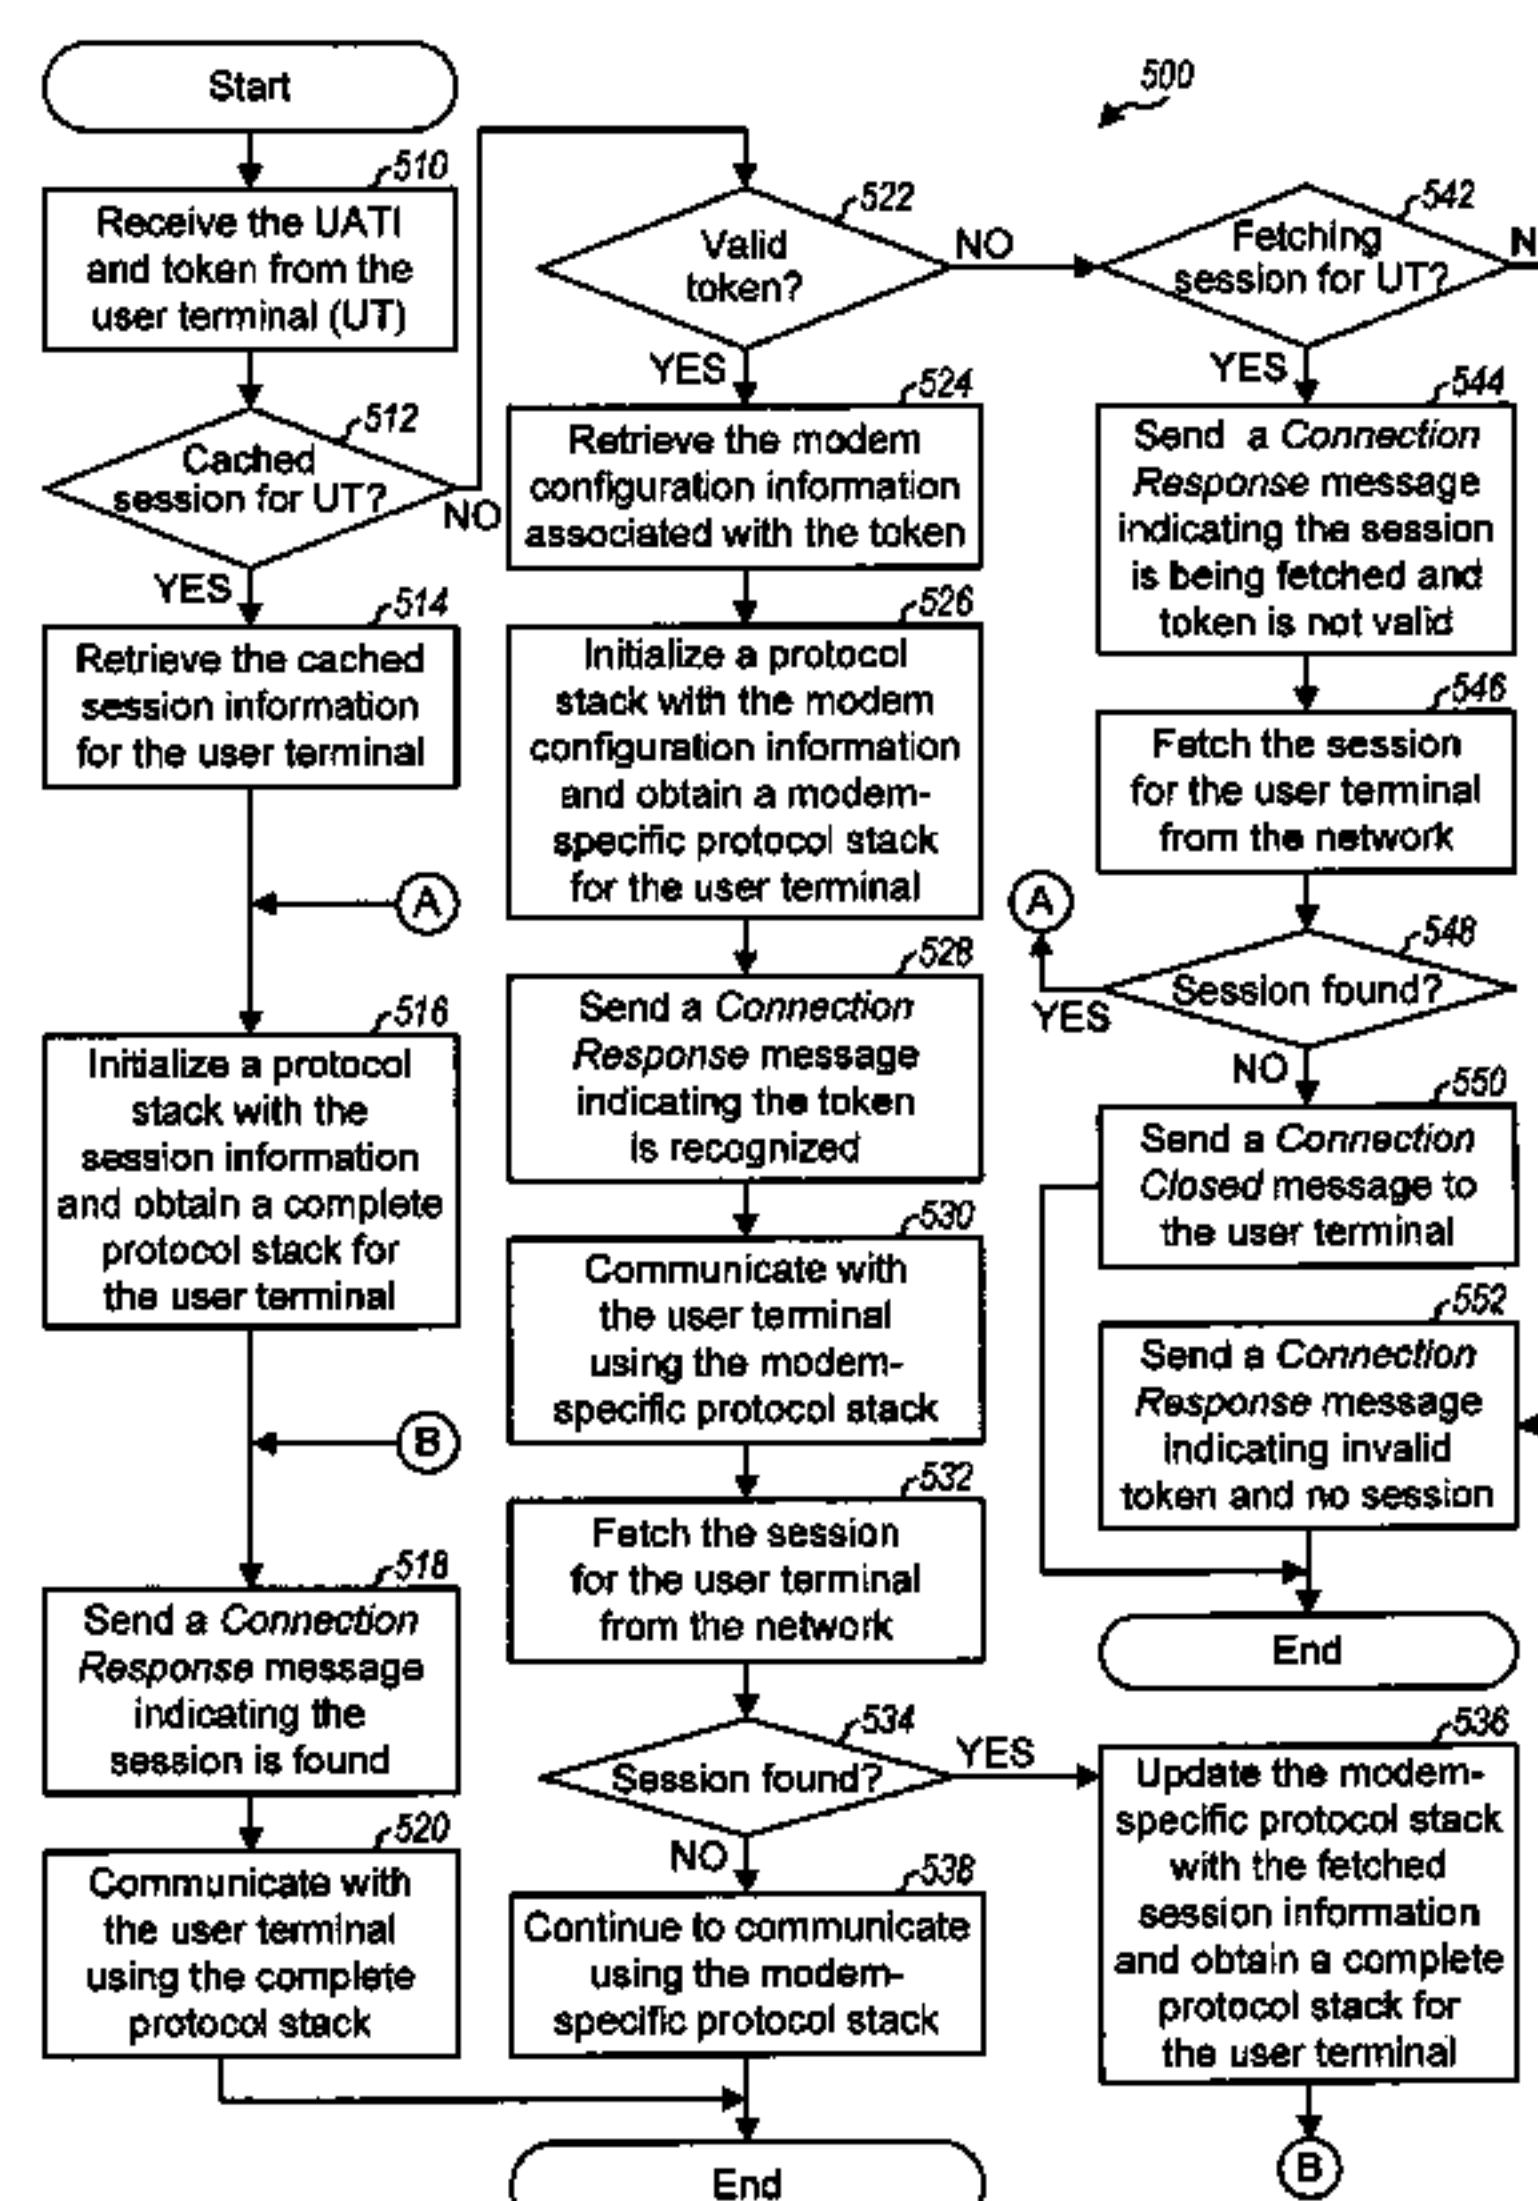 Start
500
510
Receive the UATI
and token from the
user terminal (UT)
512
Cached
session for UT?
NO
YES
514
Retrieve the cached
session information
for the user terminal
A
516
Initialize a protocol
stack with the
session information
and obtain a complete
protocol stack for
the user terminal
B
518
Send a Connection
Response message
indicating the
session is found
520
Communicate with
the user terminal
using the complete
protocol stack
522
Valid
token?
NO
YES
524
Retrieve the modem
configuration information
associated with the token
526
Initialize a protocol
stack with the modem
configuration information
and obtain a modem-
specific protocol stack
for the user terminal
528
Send a Connection
Response message
indicating the token
is recognized
530
Communicate with
the user terminal
using the modem-
specific protocol stack
532
Fetch the session
for the user terminal
from the network
534
Session found?
YES
NO
538
Continue to communicate
using the modem-
specific protocol stack
End
542
Fetching
session for UT?
N
YES
544
Send a Connection
Response message
indicating the session
is being fetched and
token is not valid
546
Fetch the session
for the user terminal
from the network
A
548
Session found?
YES
NO
550
Send a Connection
Closed message to
the user terminal
552
Send a Connection
Response message
indicating invalid
token and no session
End
536
Update the modem-
specific protocol stack
with the fetched
session information
and obtain a complete
protocol stack for
the user terminal
B